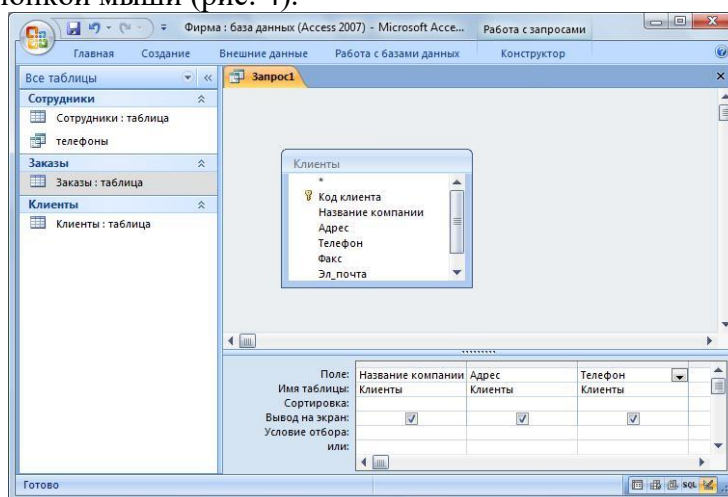 кнопкой мыши (рис. 4).
Фирма : база данных (Access 2007) - Microsoft Acce...
Работа с запросами
Главная Создание Внешние данные Работа с базами данных Конструктор
Все таблицы
Запрос1
Сотрудники
Сотрудники : таблица
телефоны
Заказы
Заказы : таблица
Клиенты
Клиенты : таблица
Клиенты
*
Код клиента
Название компании
Адрес
Телефон
Факс
Эл_почта
Поле: Название компании Адрес Телефон
Имя таблицы: Клиенты Клиенты Клиенты
Сортировка:
Вывод на экран:
Условие отбора:
или:
Готово
SQL